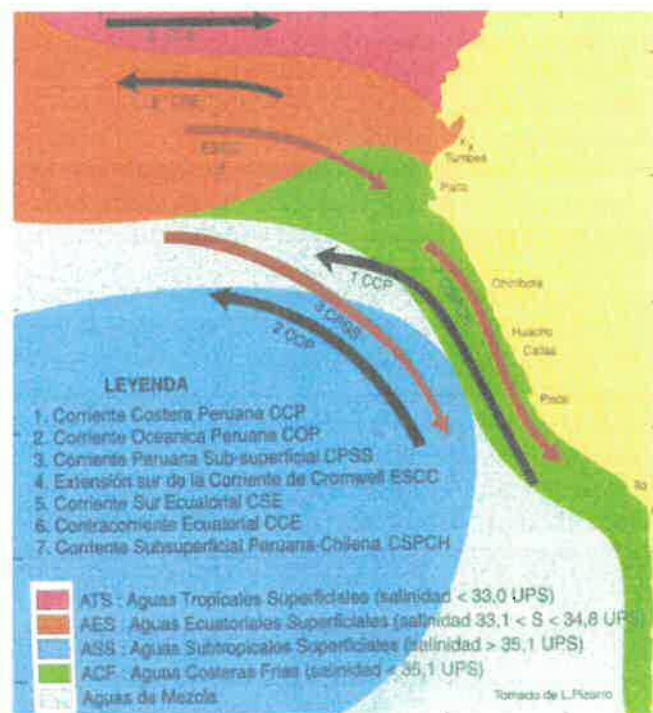 CSE
ESCC
Tumbes
Paita
Chimbote
1.CCP
3.CPSS
Huacho
Callao
2.COP
Pisco
Ilo
LEYENDA
1. Corriente Costera Peruana CCP
2. Corriente Oceanica Peruana COP
3. Corriente Peruana Sub-superficial CPSS
4. Extensión sur de la Corriente de Cromwell ESCC
5. Corriente Sur Ecuatorial CSE
6. Contracorriente Ecuatorial CCE
7. Corriente Subsuperficial Peruana-Chilena CSPCH
ATS : Aguas Tropicales Superficiales (salinidad < 33,0 UPS)
AES : Aguas Ecuatoriales Superficiales (salinidad 33,1 < S < 34,8 UPS)
ASS : Aguas Subtropicales Superficiales (salinidad > 35,1 UPS)
ACF : Aguas Costeras Frias (salinidad < 35,1 UPS)
Aguas de Mezcla
Tomado de L.Pizarro